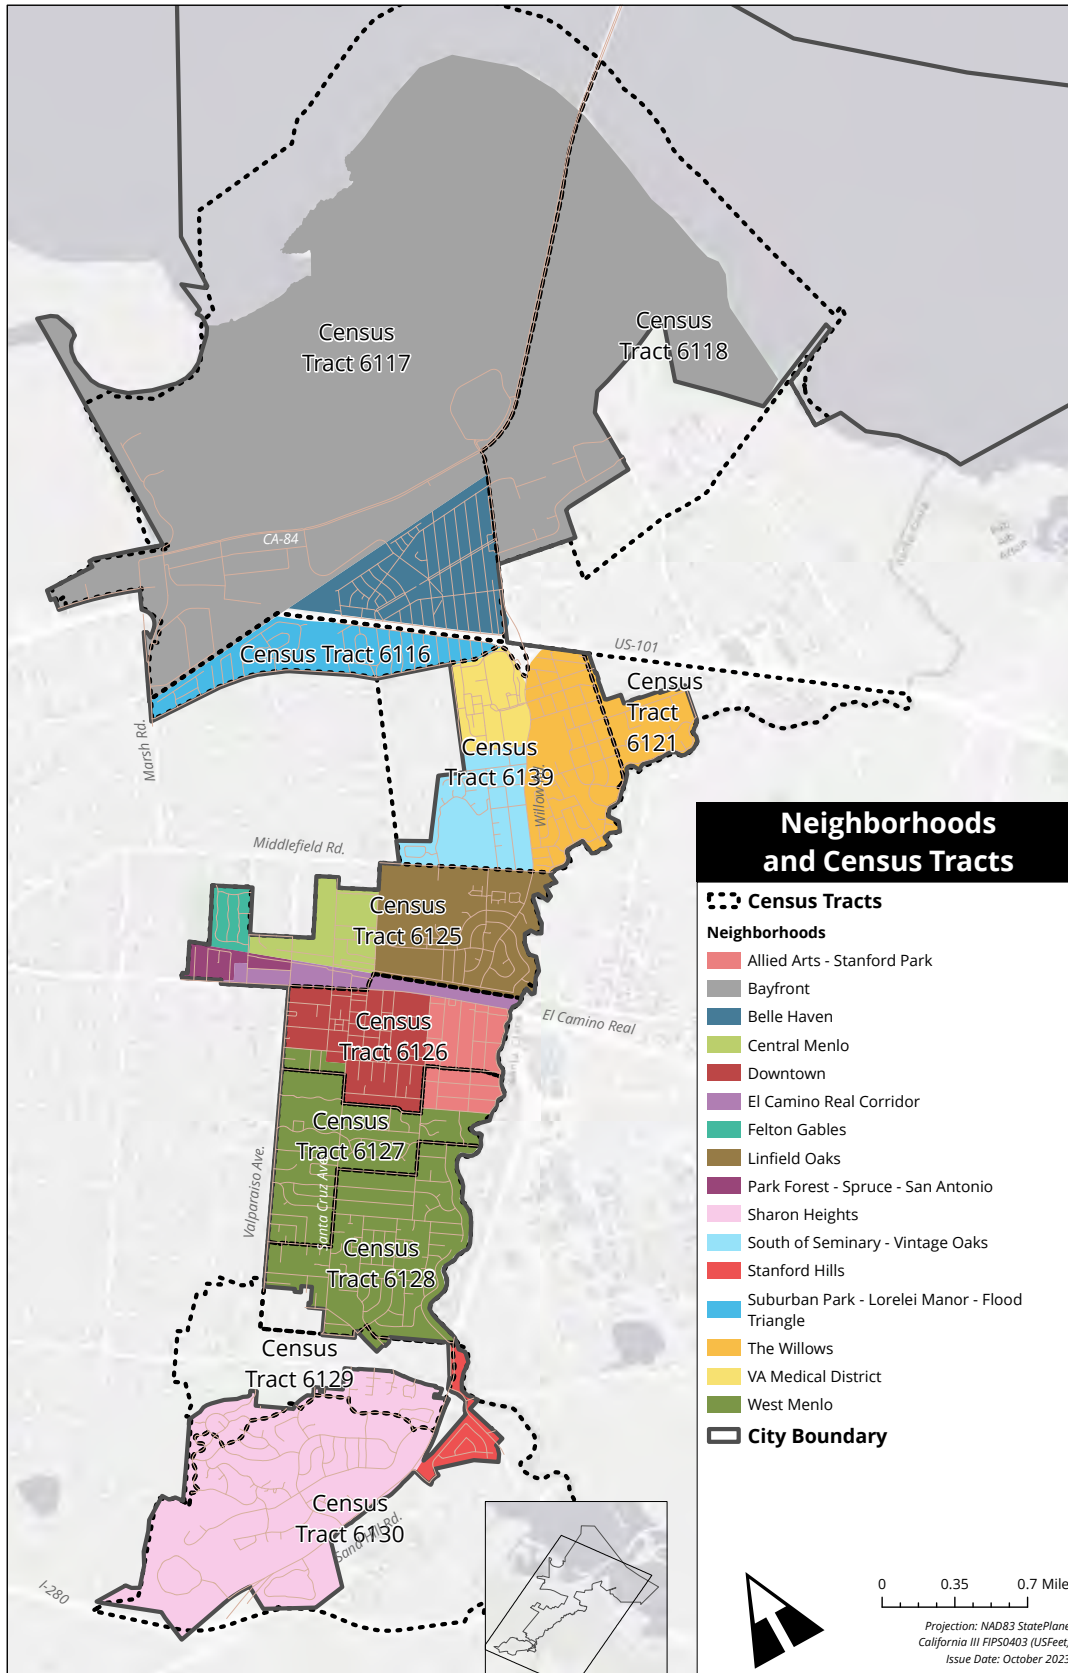 Census
Tract 6117
Census
Tract 6118
CA-84
US-101
Census Tract 6116
Census
Tract
6121
Marsh Rd.
Census
Tract 6139
Willow Rd.
Middlefield Rd.
Census
Tract 6125
El Camino Real
Census
Tract 6126
Census
Tract 6127
Valparaiso Ave.
Santa Cruz Ave.
Census
Tract 6128
Census
Tract 6129
Census
Tract 6130
Sand Hill Rd.
I-280
Neighborhoods
and Census Tracts
Census Tracts
Neighborhoods
Allied Arts - Stanford Park
Bayfront
Belle Haven
Central Menlo
Downtown
El Camino Real Corridor
Felton Gables
Linfield Oaks
Park Forest - Spruce - San Antonio
Sharon Heights
South of Seminary - Vintage Oaks
Stanford Hills
Suburban Park - Lorelei Manor - Flood
Triangle
The Willows
VA Medical District
West Menlo
City Boundary
0 0.35 0.7 Mile
Projection: NAD83 StatePlane
California III FIPS0403 (USFeet)
Issue Date: October 2023